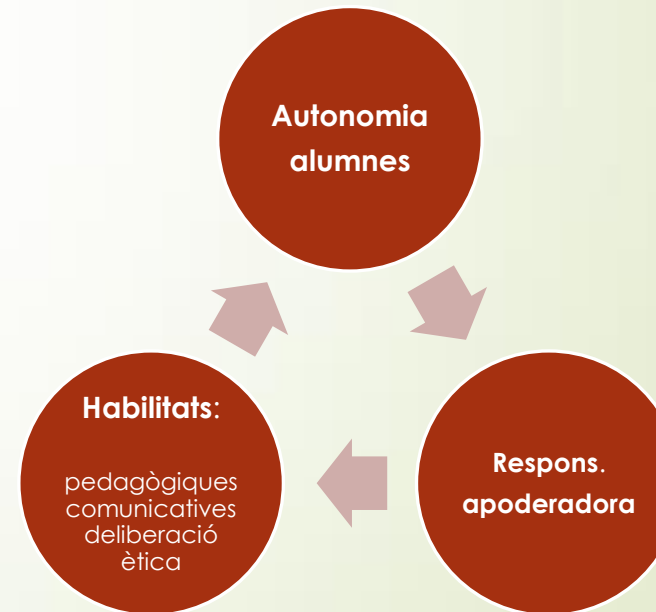 Autonomia
alumnes
Respons.
apoderadora
Habilitats:
pedagògiques
comunicatives
deliberació
ètica